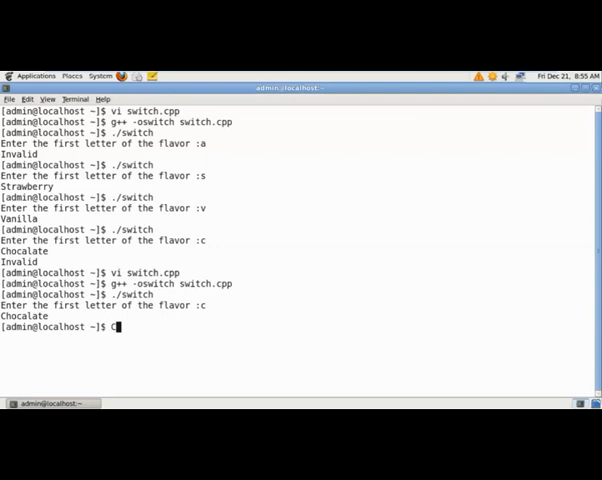 Applications Places System Fri Dec 21, 8:55 AM
admin@localhost:~
File Edit View Terminal Help
[admin@localhost ~]$ vi switch.cpp
[admin@localhost ~]$ g++ -oswitch switch.cpp
[admin@localhost ~]$ ./switch
Enter the first letter of the flavor :a
Invalid
[admin@localhost ~]$ ./switch
Enter the first letter of the flavor :s
Strawberry
[admin@localhost ~]$ ./switch
Enter the first letter of the flavor :v
Vanilla
[admin@localhost ~]$ ./switch
Enter the first letter of the flavor :c
Chocalate
Invalid
[admin@localhost ~]$ vi switch.cpp
[admin@localhost ~]$ g++ -oswitch switch.cpp
[admin@localhost ~]$ ./switch
Enter the first letter of the flavor :c
Chocalate
[admin@localhost ~]$ C
admin@localhost:~